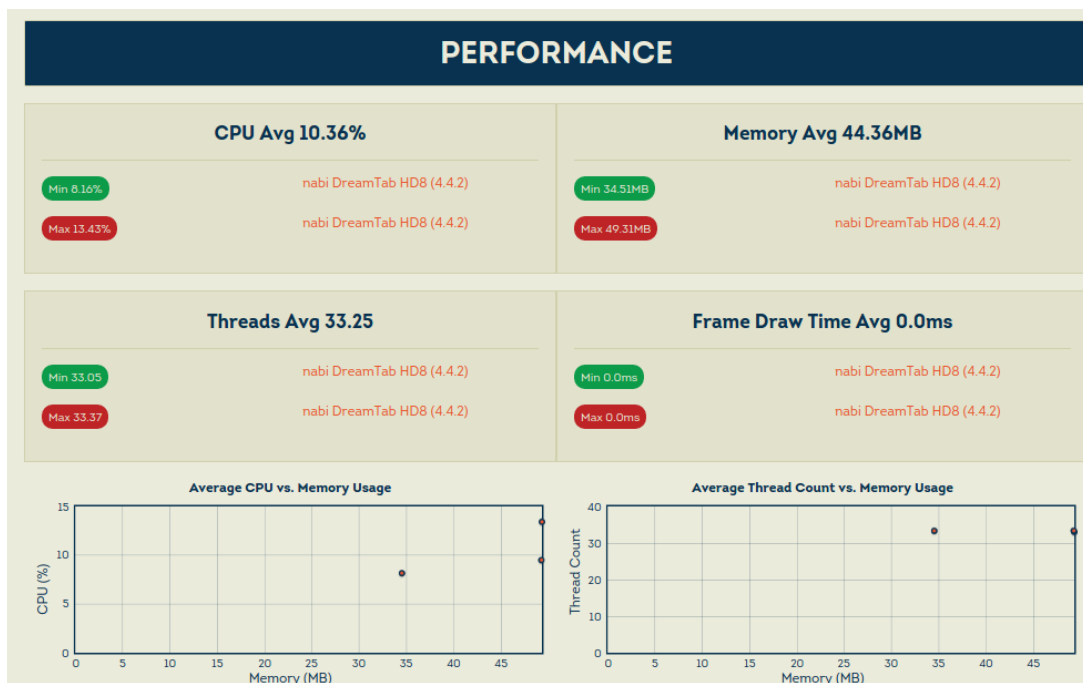 PERFORMANCE
CPU Avg 10.36%
Min 8.16%
nabi DreamTab HD8 (4.4.2)
Max 13.43%
nabi DreamTab HD8 (4.4.2)
Memory Avg 44.36MB
Min 34.51MB
nabi DreamTab HD8 (4.4.2)
Max 49.31MB
nabi DreamTab HD8 (4.4.2)
Threads Avg 33.25
Min 33.05
nabi DreamTab HD8 (4.4.2)
Max 33.37
nabi DreamTab HD8 (4.4.2)
Frame Draw Time Avg 0.0ms
Min 0.0ms
nabi DreamTab HD8 (4.4.2)
Max 0.0ms
nabi DreamTab HD8 (4.4.2)
Average CPU vs. Memory Usage
CPU (%)
15
10
5
0
0 5 10 15 20 25 30 35 40 45
Memory (MB)
Average Thread Count vs. Memory Usage
Thread Count
40
30
20
10
0
0 5 10 15 20 25 30 35 40 45
Memory (MB)